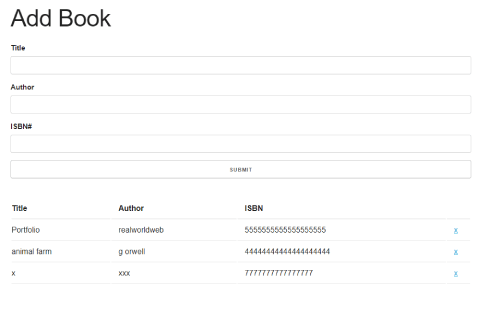 Add Book
Title
Author
ISBN#
SUBMIT
Title Author ISBN
Portfolio realworldweb 5555555555555555555 x
animal farm g orwell 44444444444444444444 x
x xxx 7777777777777777 x